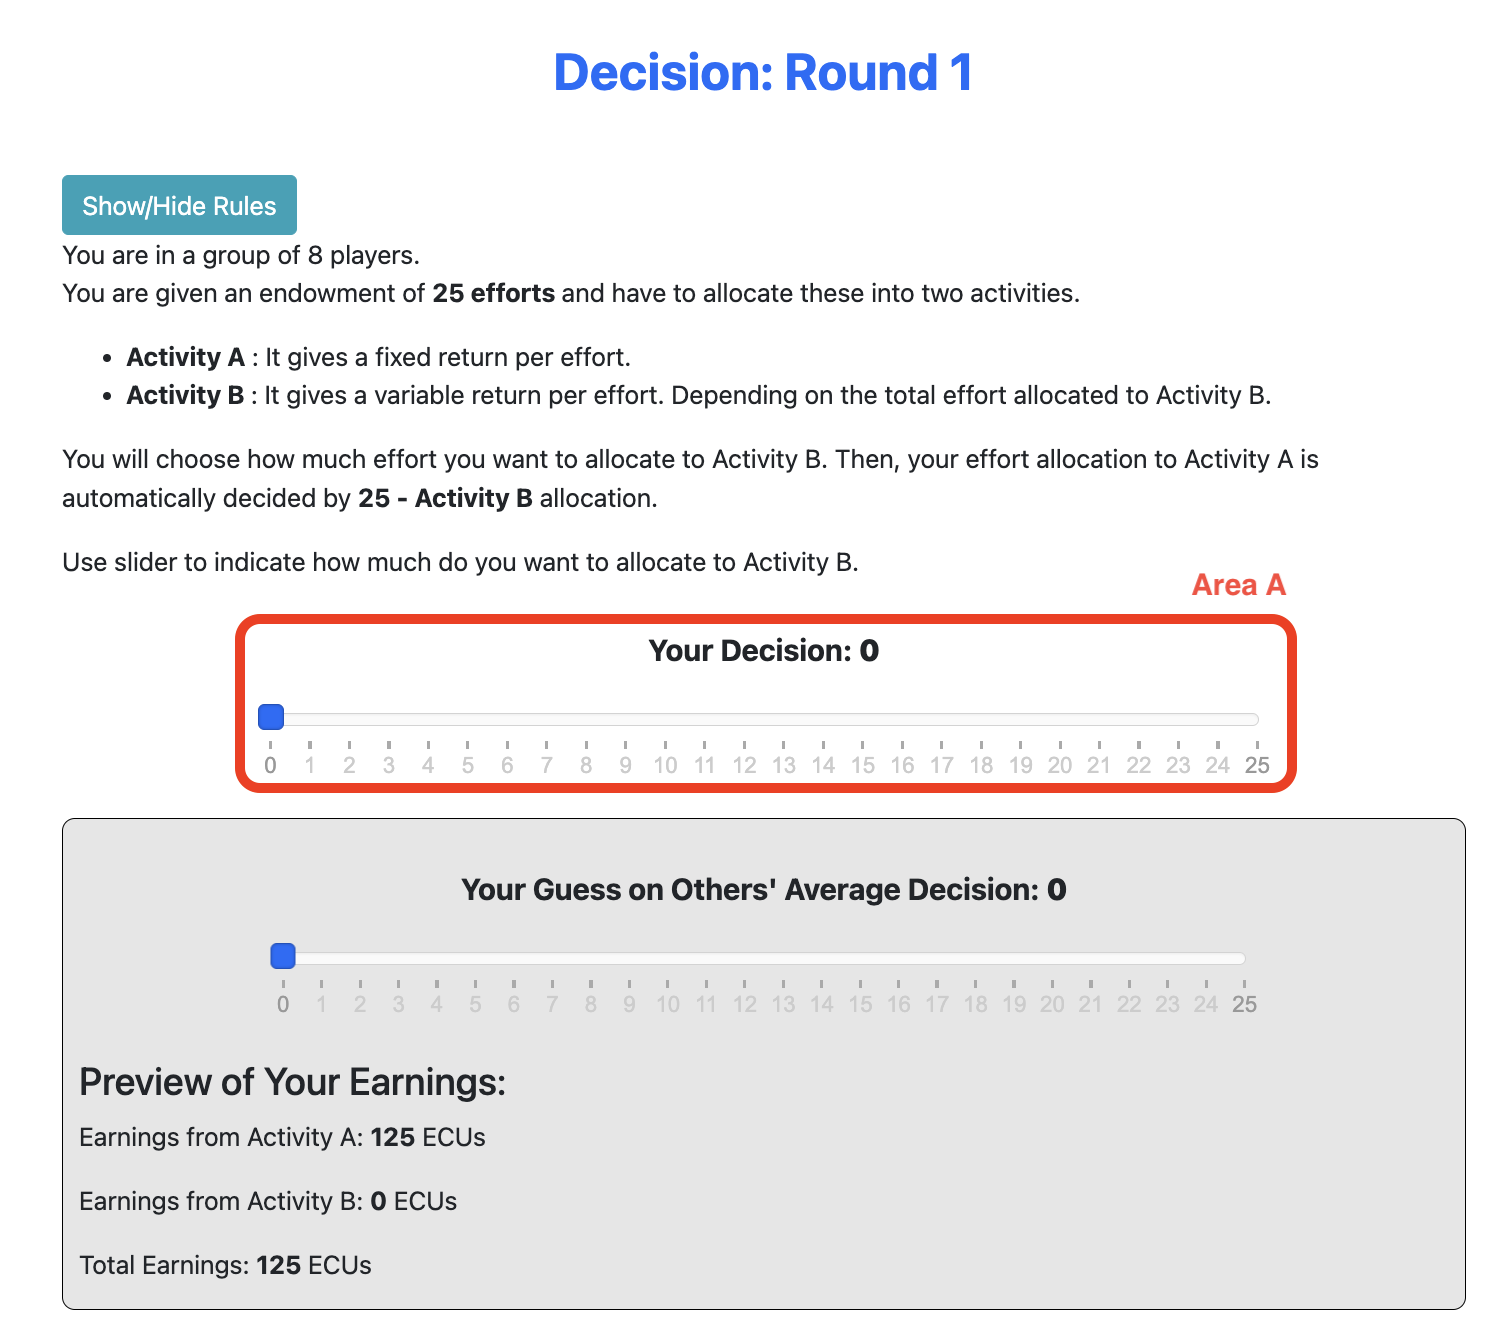 Decision: Round 1
Show/Hide Rules
You are in a group of 8 players.
You are given an endowment of 25 efforts and have to allocate these into two activities.
• Activity A : It gives a fixed return per effort.
• Activity B : It gives a variable return per effort. Depending on the total effort allocated to Activity B.
You will choose how much effort you want to allocate to Activity B. Then, your effort allocation to Activity A is
automatically decided by 25 - Activity B allocation.
Use slider to indicate how much do you want to allocate to Activity B.
Area A
Your Decision: 0
0 1 2 3 4 5 6 7 8 9 10 11 12 13 14 15 16 17 18 19 20 21 22 23 24 25
Your Guess on Others' Average Decision: 0
0 1 2 3 4 5 6 7 8 9 10 11 12 13 14 15 16 17 18 19 20 21 22 23 24 25
Preview of Your Earnings:
Earnings from Activity A: 125 ECUs
Earnings from Activity B: 0 ECUs
Total Earnings: 125 ECUs